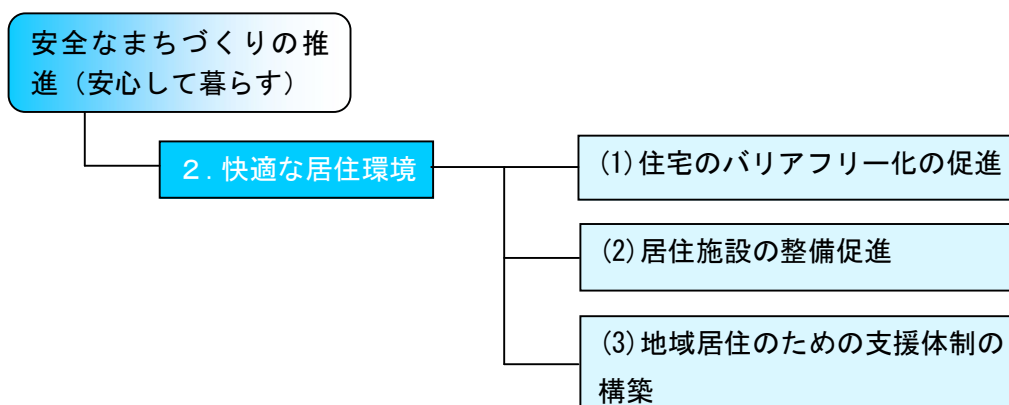 安全なまちづくりの推
進（安心して暮らす）
２．快適な居住環境
(1)住宅のバリアフリー化の促進
(2)居住施設の整備促進
(3)地域居住のための支援体制の
構築